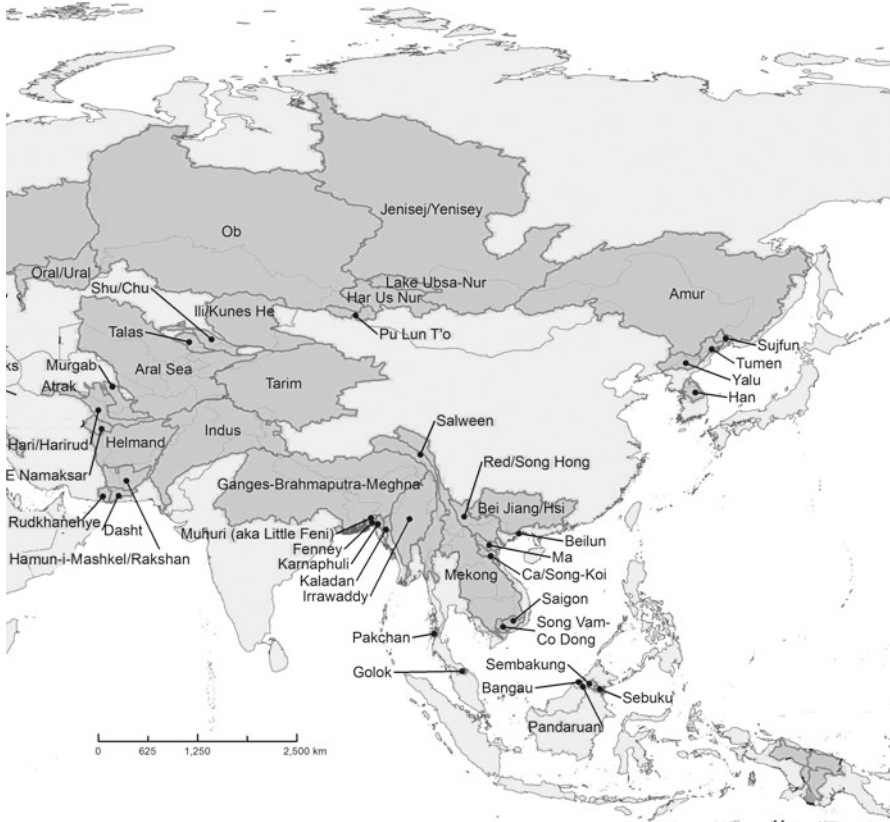 Jenisej/Yenisey
Ob
Oral/Ural
Lake Ubsa-Nur
Shu/Chu
Har Us Nur
Amur
Ili/Kunes He
Pu Lun T'o
Talas
Sujfun
Tumen
Murgab
Aral Sea
Yalu
ks
Atrak
Tarim
Han
Salween
Hari/Harirud
Helmand
Indus
Red/Song Hong
E Namaksar
Ganges-Brahmaputra-Meghna
Bei Jiang/Hsi
Rudkhanehye
Dasht
Muhuri (aka Little Feni)
Beilun
Hamun-i-Mashkel/Rakshan
Fenney
Ma
Karnaphuli
Ca/Song-Koi
Kaladan
Mekong
Irrawaddy
Saigon
Song Vam-
Co Dong
Pakchan
Sembakung
Golok
Bangau
Sebuku
Pandaruan
0 625 1,250 2,500 km